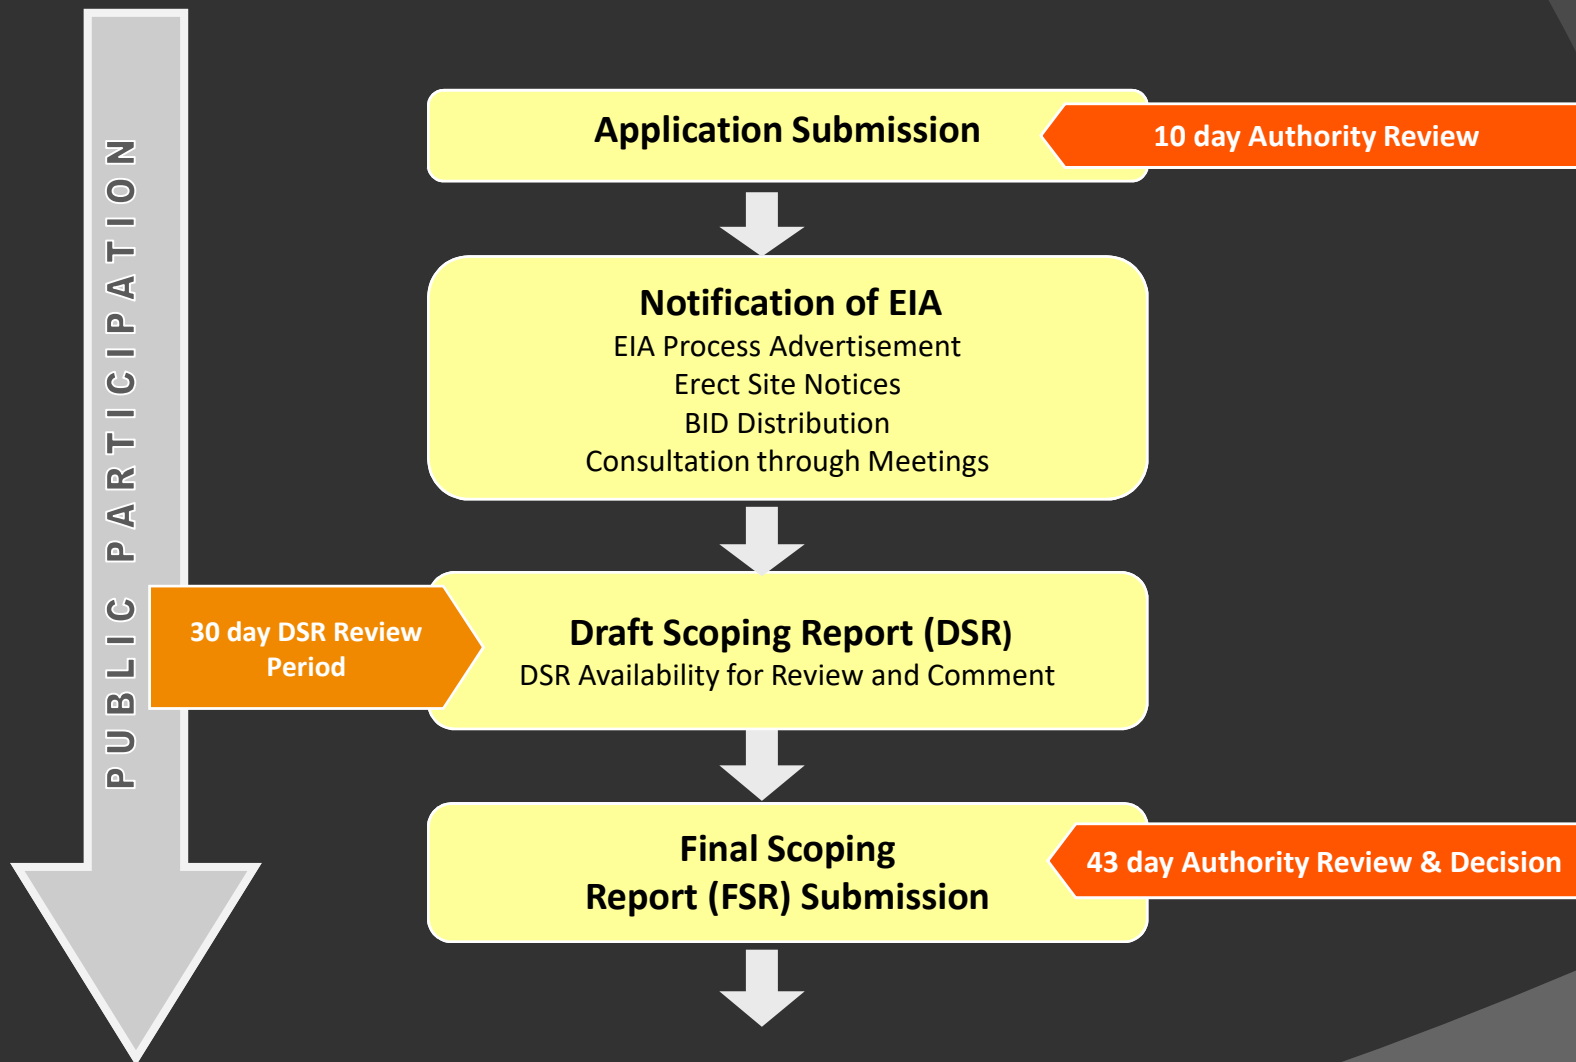 PUBLIC PARTICIPATION
Application Submission
10 day Authority Review
Notification of EIA
EIA Process Advertisement
Erect Site Notices
BID Distribution
Consultation through Meetings
30 day DSR Review
Period
Draft Scoping Report (DSR)
DSR Availability for Review and Comment
Final Scoping
Report (FSR) Submission
43 day Authority Review & Decision